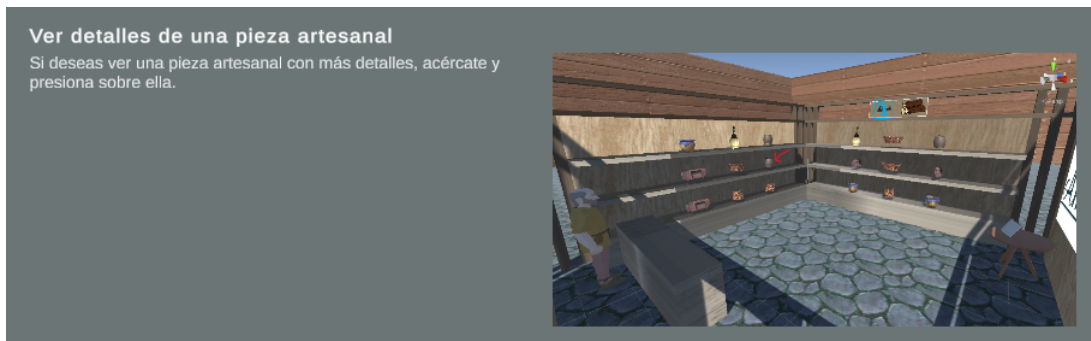 Ver detalles de una pieza artesanal
Si deseas ver una pieza artesanal con más detalles, acércate y
presiona sobre ella.